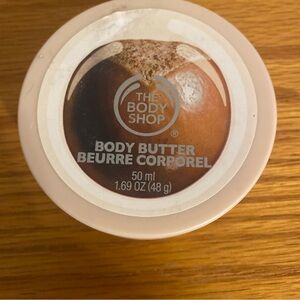 THE
BODY
SHOP
®
BODY BUTTER
BEURRE CORPOREL
50 ml
1.69 OZ (48 g)